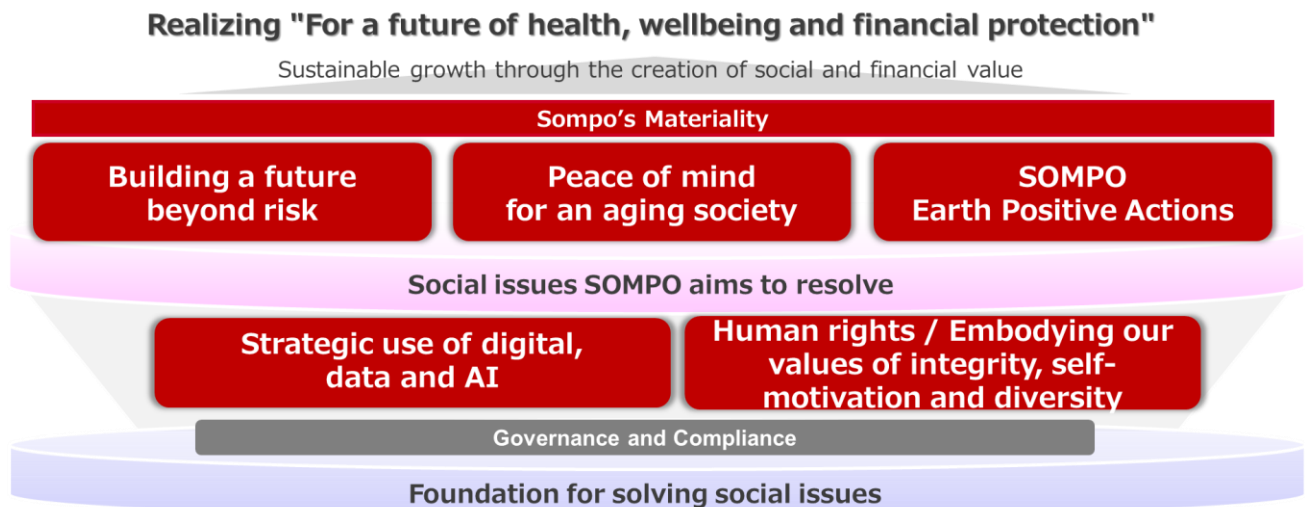 Realizing "For a future of health, wellbeing and financial protection"
Sustainable growth through the creation of social and financial value
Sompo's Materiality
Building a future
beyond risk
Peace of mind
for an aging society
SOMPO
Earth Positive Actions
Social issues SOMPO aims to resolve
Strategic use of digital,
data and AI
Human rights / Embodying our
values of integrity, self-
motivation and diversity
Governance and Compliance
Foundation for solving social issues